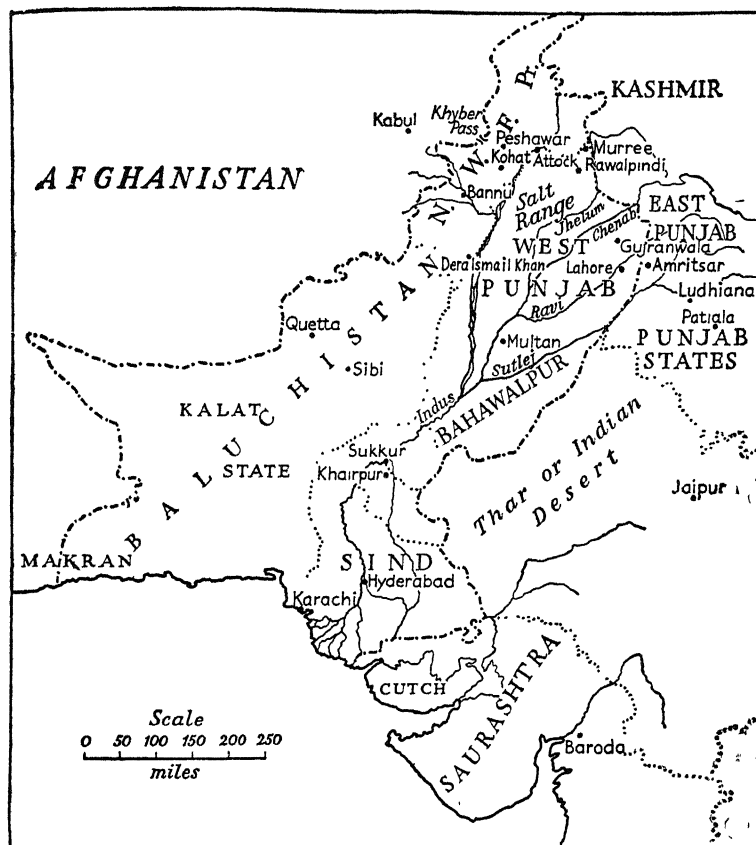 KASHMIR
Kabul
Khyber
Pass
N. W. F. Pr.
Peshawar
Murree
Kohat
Attock
Rawalpindi
AFGHANISTAN
Bannu
Salt
Range
Jhelum
Chenab
EAST
PUNJAB
WEST
PUNJAB
Gujranwala
Dera Ismail Khan
Lahore
Amritsar
Ravi
Ludhiana
Patiala
Quetta
Multan
PUNJAB
STATES
Sutlej
Sibi
Indus
BAHAWALPUR
KALAT
STATE
BALUCHISTAN
Sukkur
Khairpur
Thar or Indian
Desert
Jaipur
MAKRAN
SIND
Hyderabad
Karachi
CUTCH
SAURASHTRA
Baroda
Scale
0 50 100 150 200 250
miles